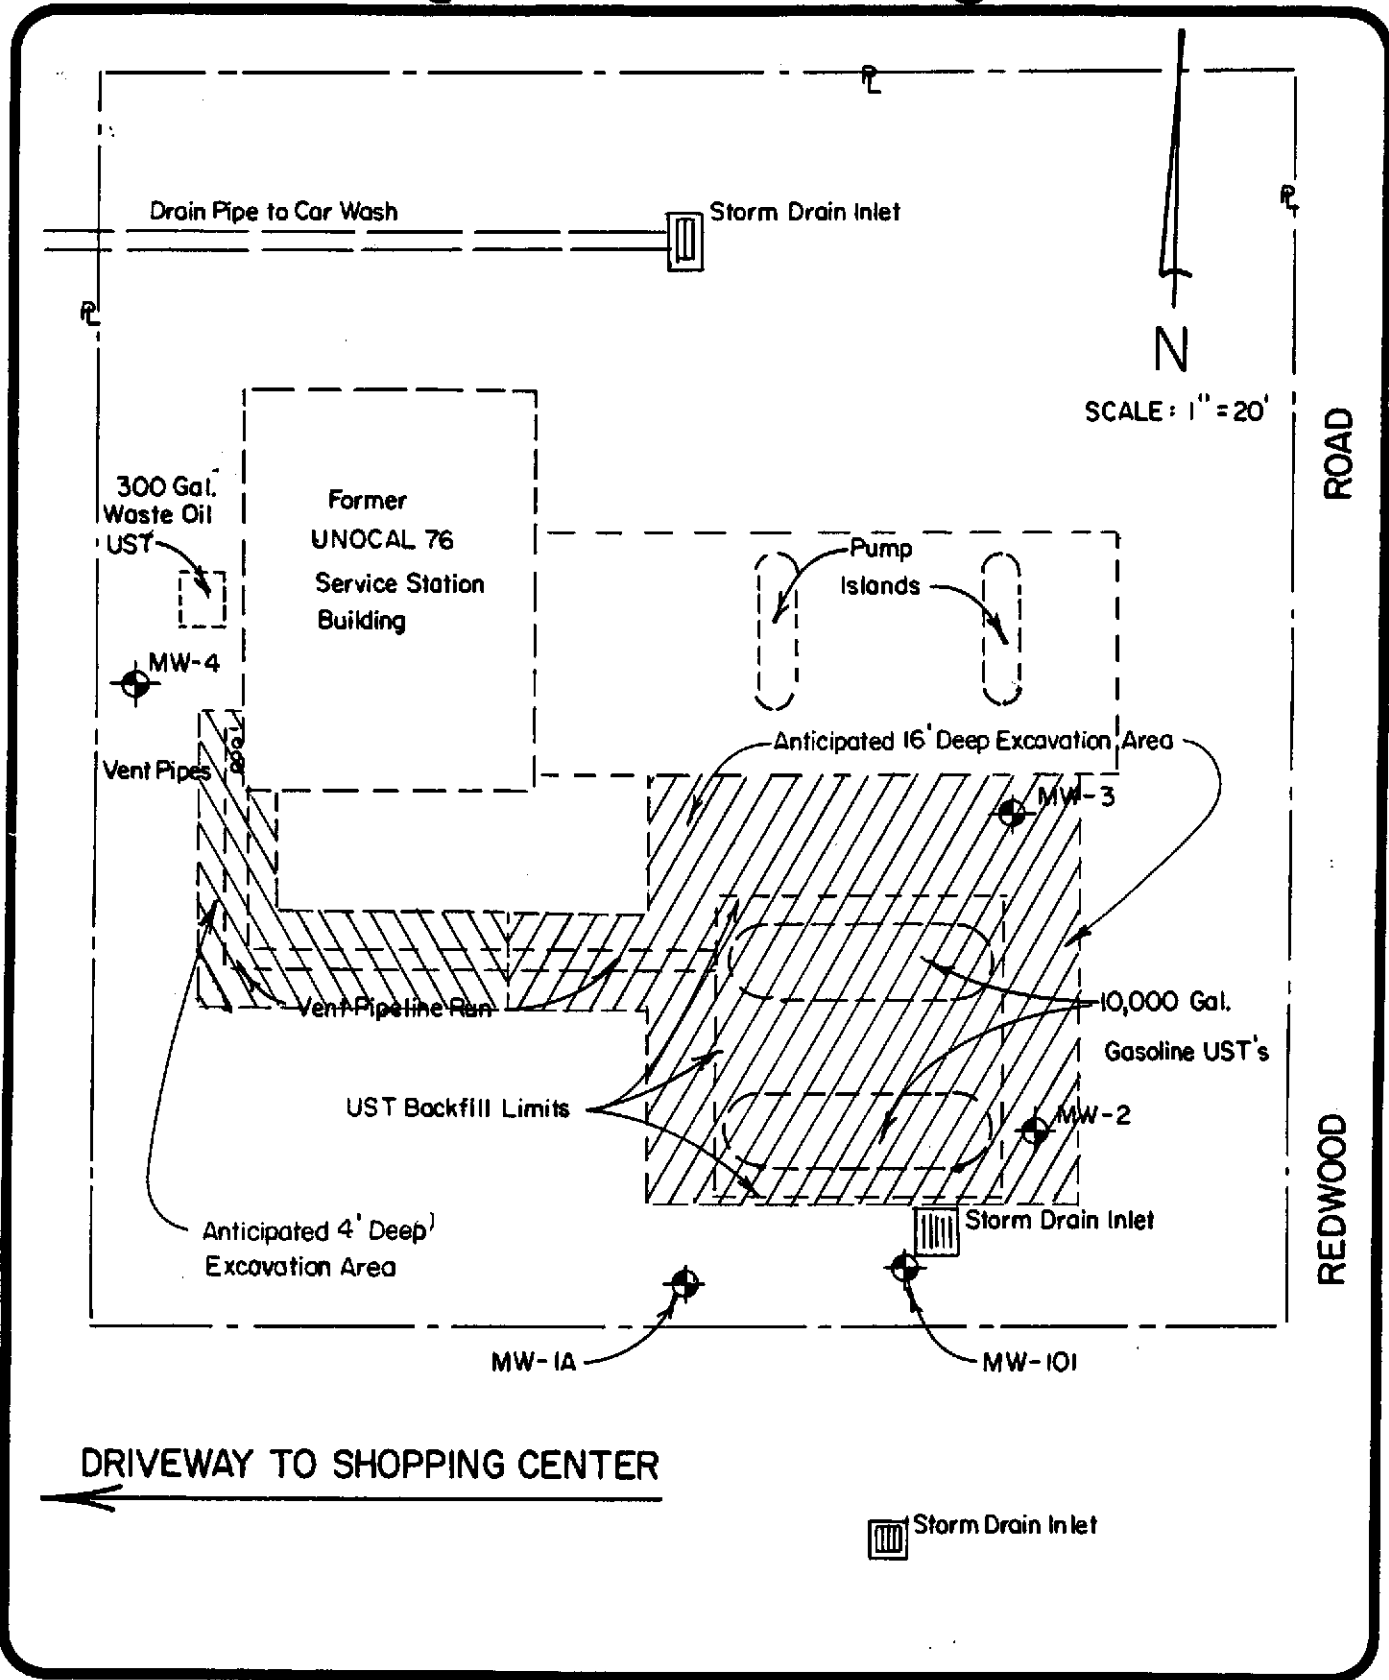 PL
Drain Pipe to Car Wash
Storm Drain Inlet
PL
PL
N
SCALE: 1" = 20'
ROAD
300 Gal.
Waste Oil
UST
Former
UNOCAL 76
Service Station
Building
Pump
Islands
MW-4
Anticipated 16' Deep Excavation Area
Vent Pipes
MW-3
Vent Pipeline Run
10,000 Gal.
Gasoline UST's
UST Backfill Limits
MW-2
REDWOOD
Anticipated 4' Deep
Excavation Area
Storm Drain Inlet
MW-1A
MW-101
DRIVEWAY TO SHOPPING CENTER
Storm Drain Inlet